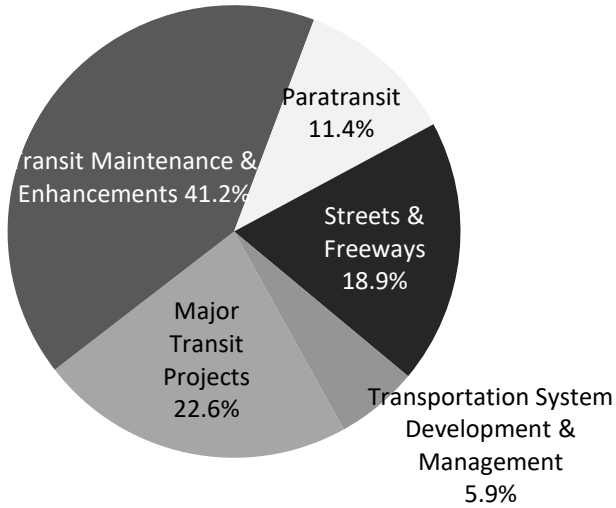 Paratransit
11.4%
Transit Maintenance &
Enhancements 41.2%
Streets &
Freeways
18.9%
Major
Transit
Projects
22.6%
Transportation System
Development &
Management
5.9%